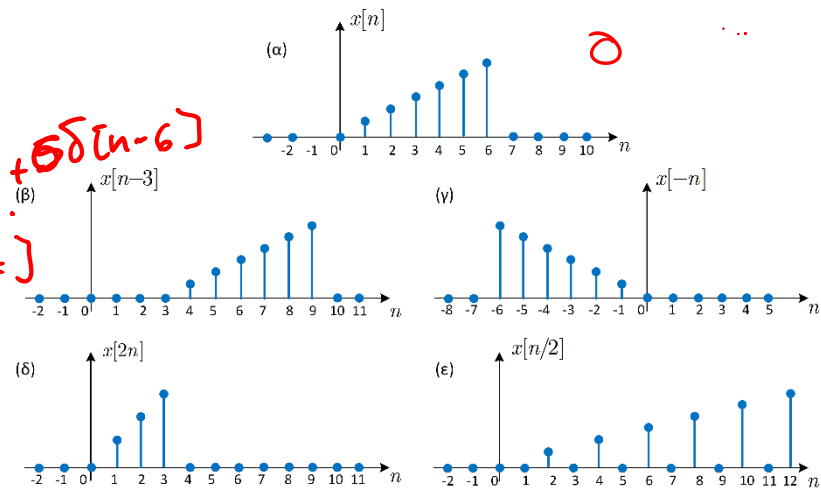 x[n]
(α)
-2 -1 0 1 2 3 4 5 6 7 8 9 10 n
δ[n-6]
+
(β)
x[n−3]
-2 -1 0 1 2 3 4 5 6 7 8 9 11 n
(γ)
x[−n]
-8 -7 -6 -5 -4 -3 -2 -1 0 1 2 3 4 5 n
(δ)
x[2n]
-2 -1 0 1 2 3 4 5 6 7 8 9 10 11 n
(ε)
x[n/2]
-2 -1 0 1 2 3 4 5 6 7 8 9 10 11 12 n